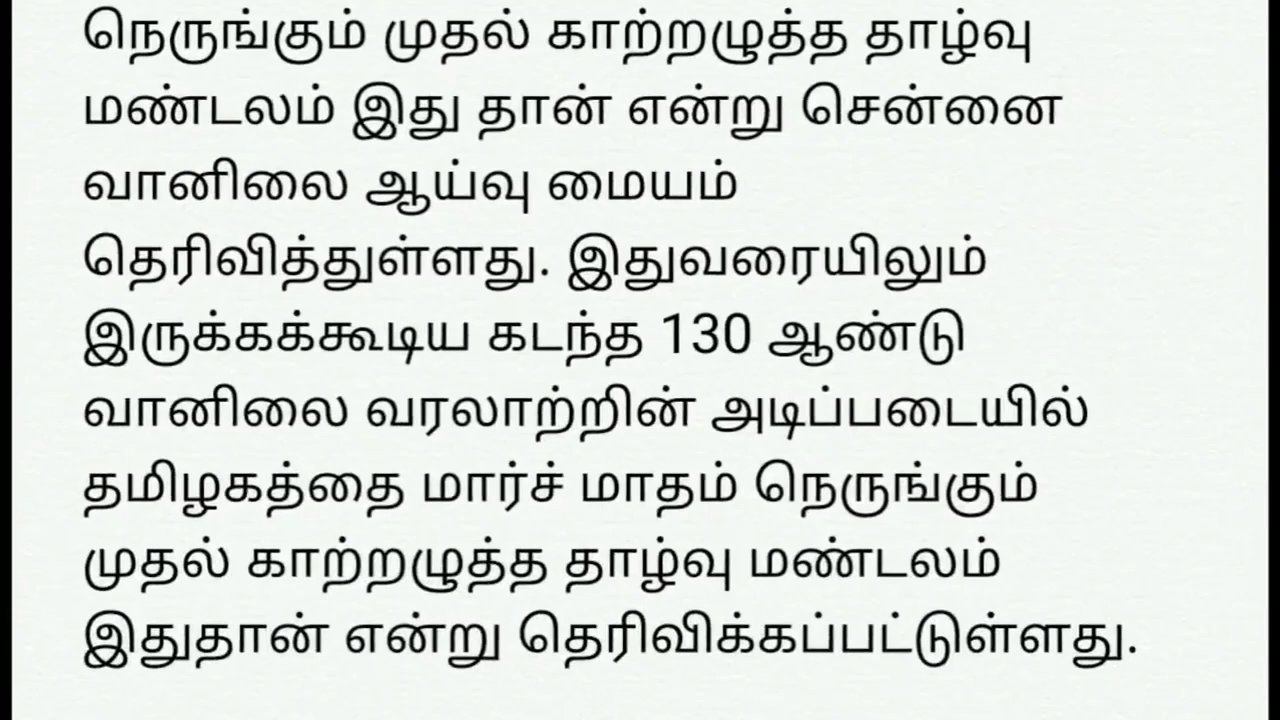 நெருங்கும் முதல் காற்றழுத்த தாழ்வு
மண்டலம் இது தான் என்று சென்னை
வானிலை ஆய்வு மையம்
தெரிவித்துள்ளது. இதுவரையிலும்
இருக்கக்கூடிய கடந்த 130 ஆண்டு
வானிலை வரலாற்றின் அடிப்படையில்
தமிழகத்தை மார்ச் மாதம் நெருங்கும்
முதல் காற்றழுத்த தாழ்வு மண்டலம்
இதுதான் என்று தெரிவிக்கப்பட்டுள்ளது.